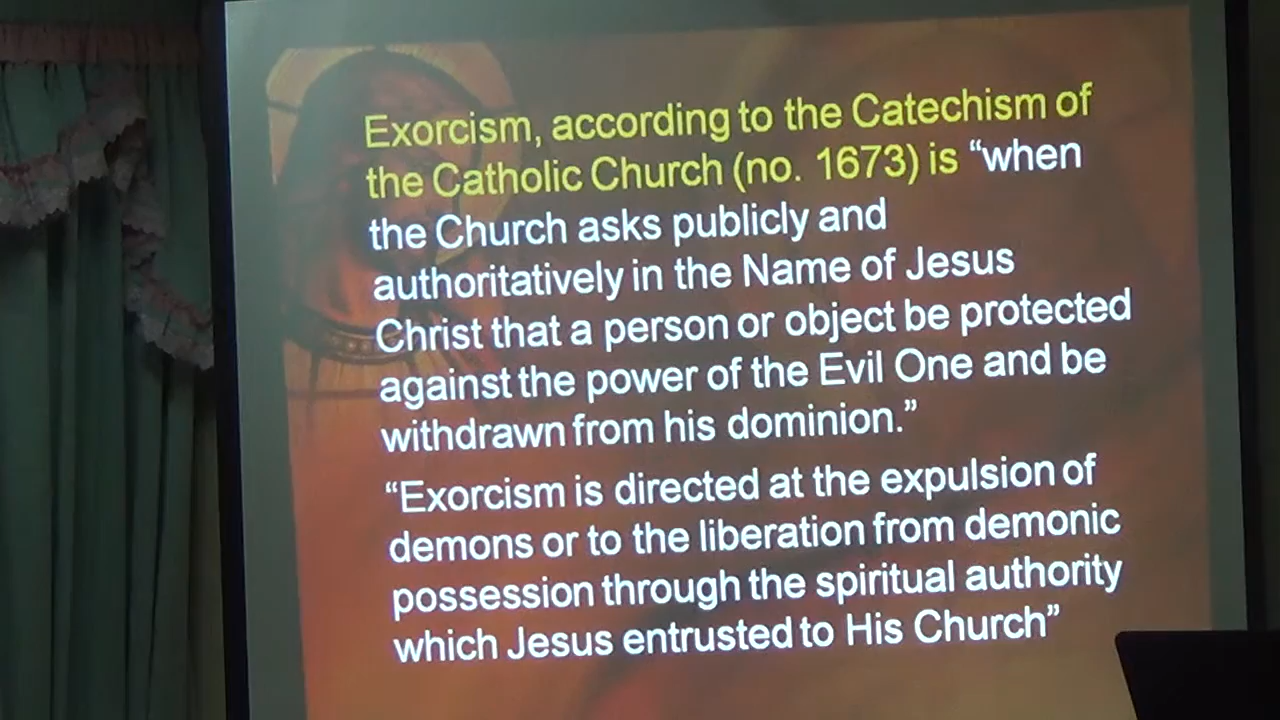 Exorcism, according to the Catechism of
the Catholic Church (no. 1673) is “when
the Church asks publicly and
authoritatively in the Name of Jesus
Christ that a person or object be protected
against the power of the Evil One and be
withdrawn from his dominion.”
“Exorcism is directed at the expulsion of
demons or to the liberation from demonic
possession through the spiritual authority
which Jesus entrusted to His Church”